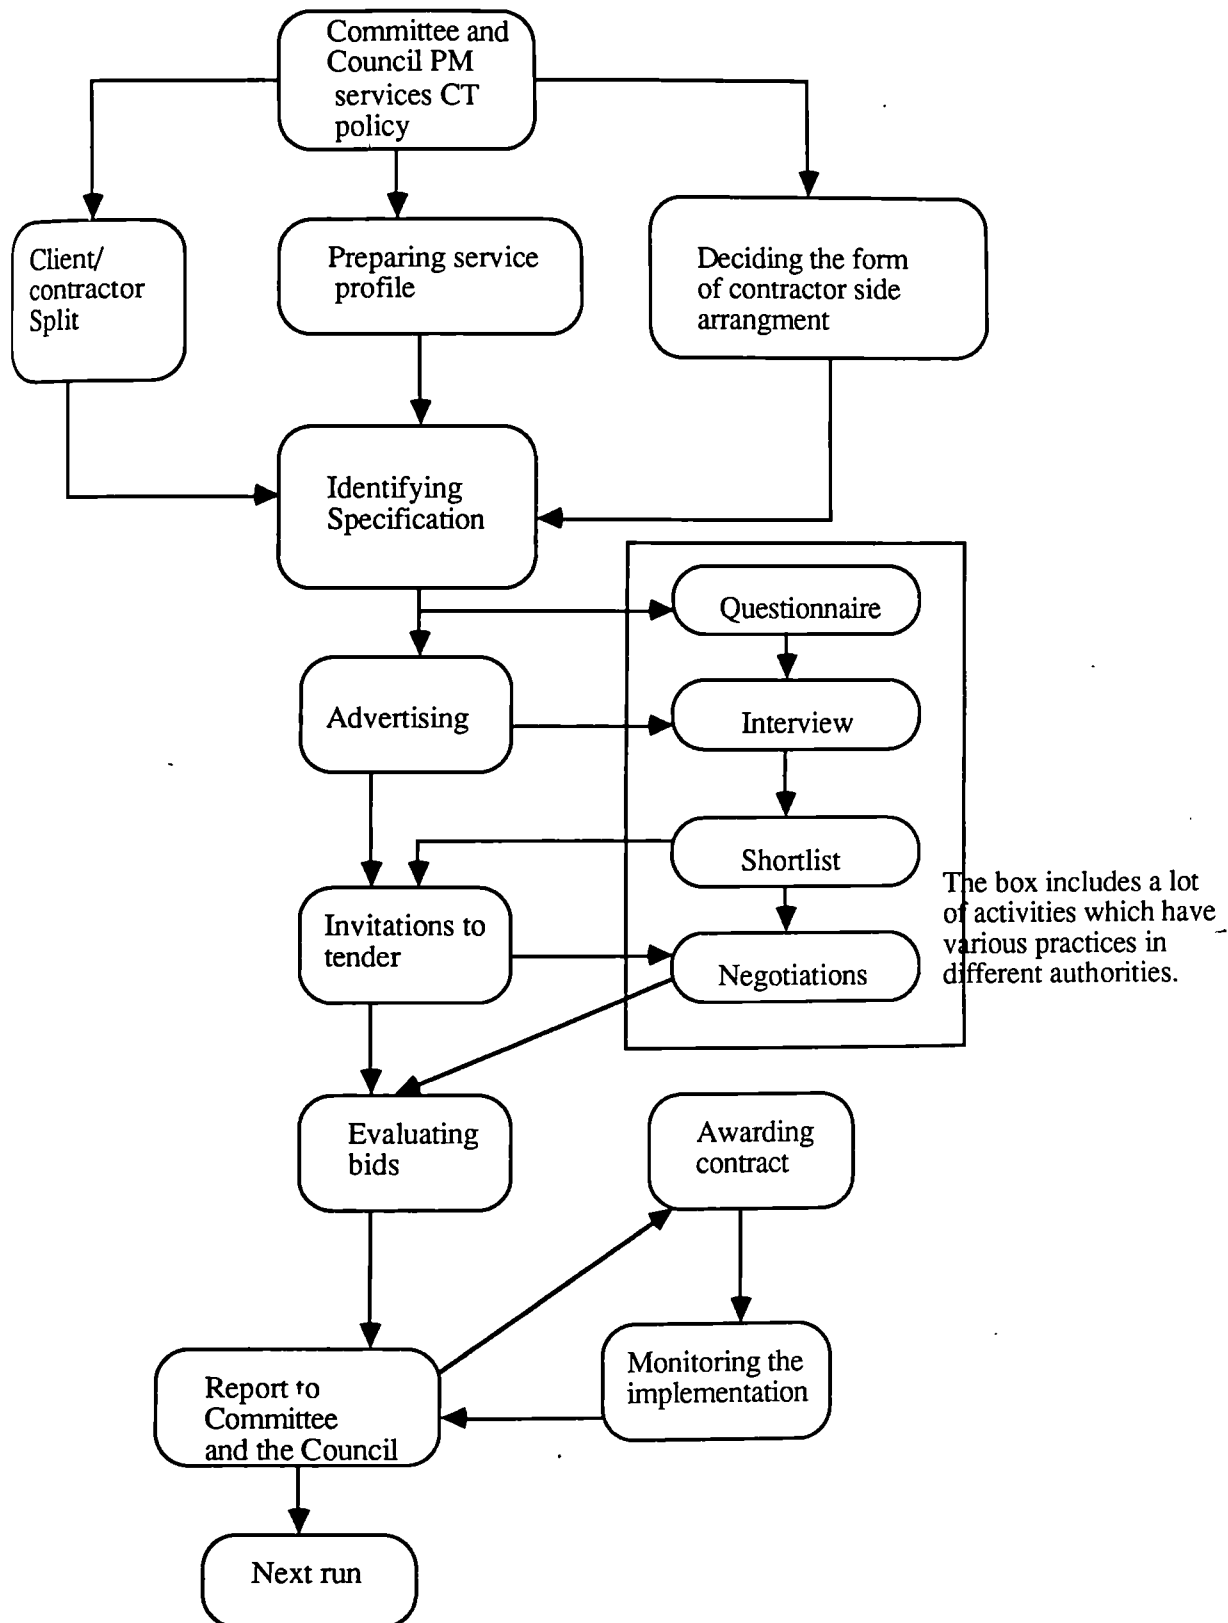 Committee and
Council PM
services CT
policy
Client/
contractor
Split
Preparing service
profile
Deciding the form
of contractor side
arrangment
Identifying
Specification
Questionnaire
Advertising
Interview
Shortlist
The box includes a lot
of activities which have
various practices in
different authorities.
Invitations to
tender
Negotiations
Evaluating
bids
Awarding
contract
Report to
Committee
and the Council
Monitoring the
implementation
Next run